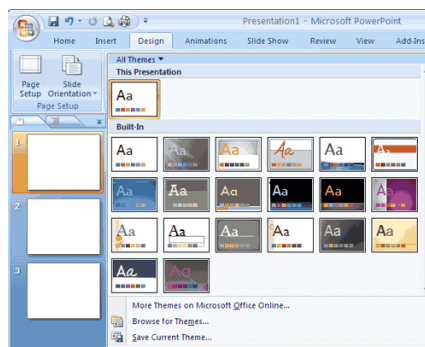 Presentation1 - Microsoft PowerPoint
Home Insert Design Animations Slide Show Review View Add-Ins
All Themes
This Presentation
Page Setup
Slide Orientation
Page Setup
Aa
Built-In
1
Aa Aa Aa Aa Aa Aa
2
Aa Aa Aa Aa Aa Aa
Aa Aa Aa Aa Aa Aa
3
Aa Aa
More Themes on Microsoft Office Online...
Browse for Themes...
Save Current Theme...